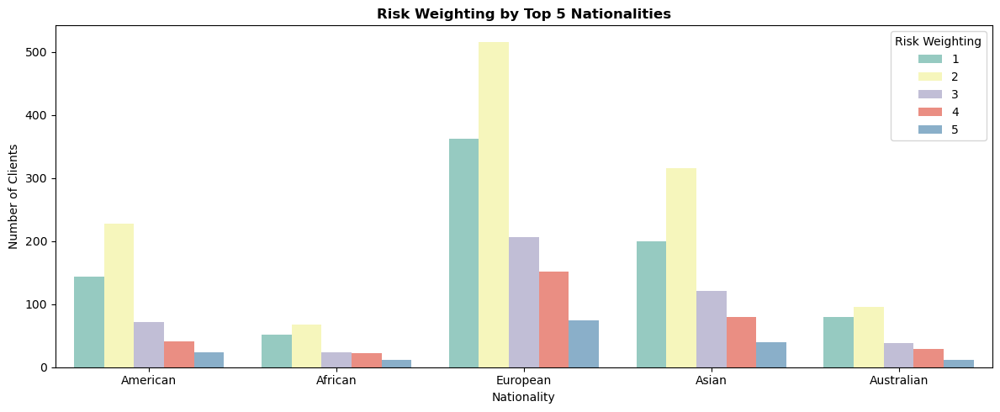 Risk Weighting by Top 5 Nationalities
Number of Clients
500
400
300
200
100
0
Risk Weighting
1
2
3
4
5
American African European Asian Australian
Nationality